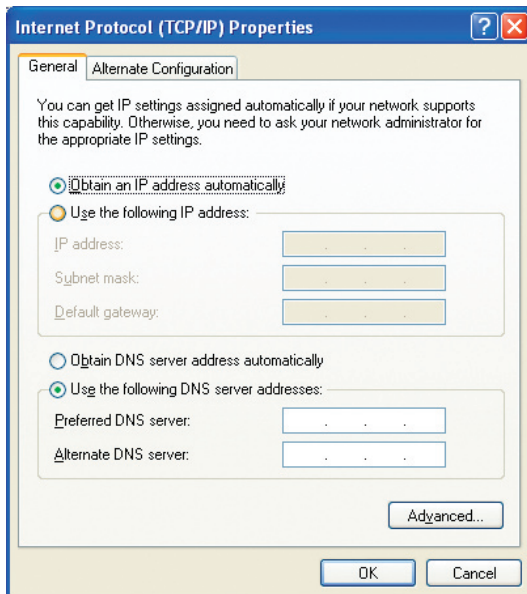 Internet Protocol (TCP/IP) Properties
General
Alternate Configuration
You can get IP settings assigned automatically if your network supports
this capability. Otherwise, you need to ask your network administrator for
the appropriate IP settings.
Obtain an IP address automatically
Use the following IP address:
IP address:
Subnet mask:
Default gateway:
Obtain DNS server address automatically
Use the following DNS server addresses:
Preferred DNS server:
Alternate DNS server:
Advanced...
OK
Cancel